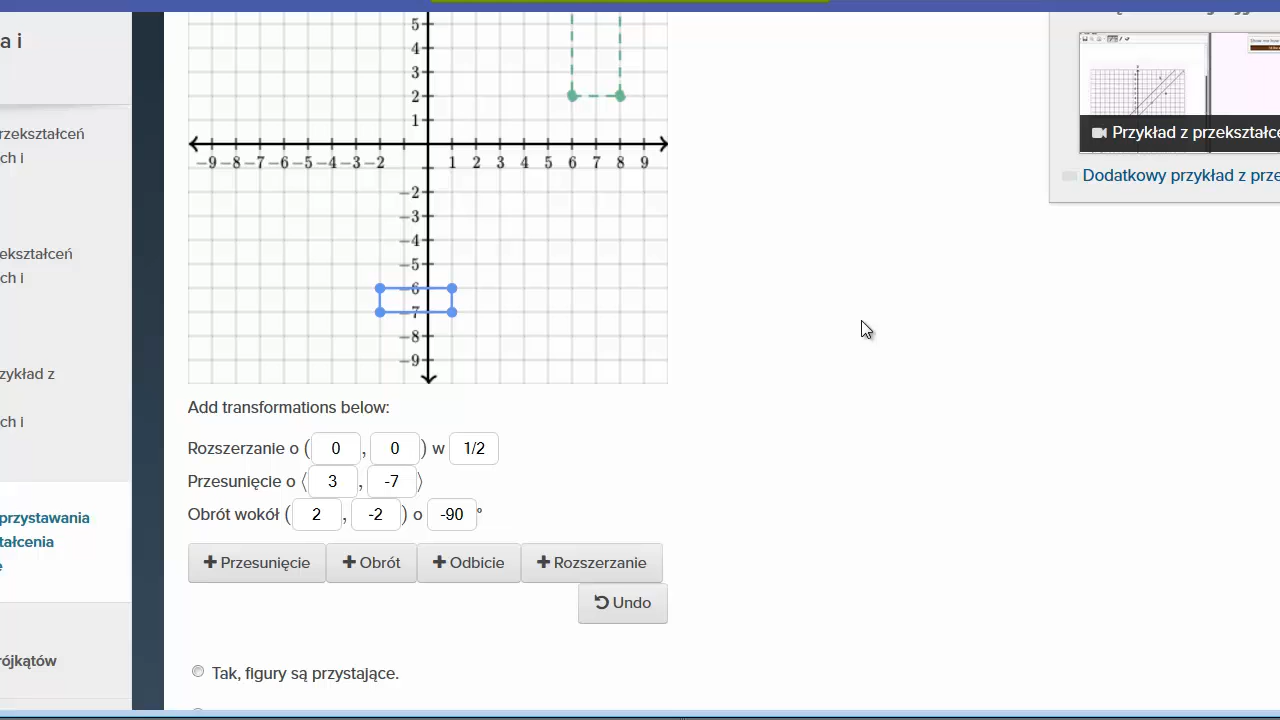 a i
rzekształceń
ch i
ekształceń
ch i
zykład z
ch i
przystawania
tałcenia
rójkątów
5
4
3
2
1
−9 −8 −7 −6 −5 −4 −3 −2 1 2 3 4 5 6 7 8 9
−2
−3
−4
−5
−6
−7
−8
−9
Add transformations below:
Rozszerzanie o ( 0 , 0 ) w 1/2
Przesunięcie o ⟨ 3 , -7 ⟩
Obrót wokół ( 2 , -2 ) o -90 °
+ Przesunięcie + Obrót + Odbicie + Rozszerzanie
Undo
Tak, figury są przystające.
Przykład z przekształce
Dodatkowy przykład z prze